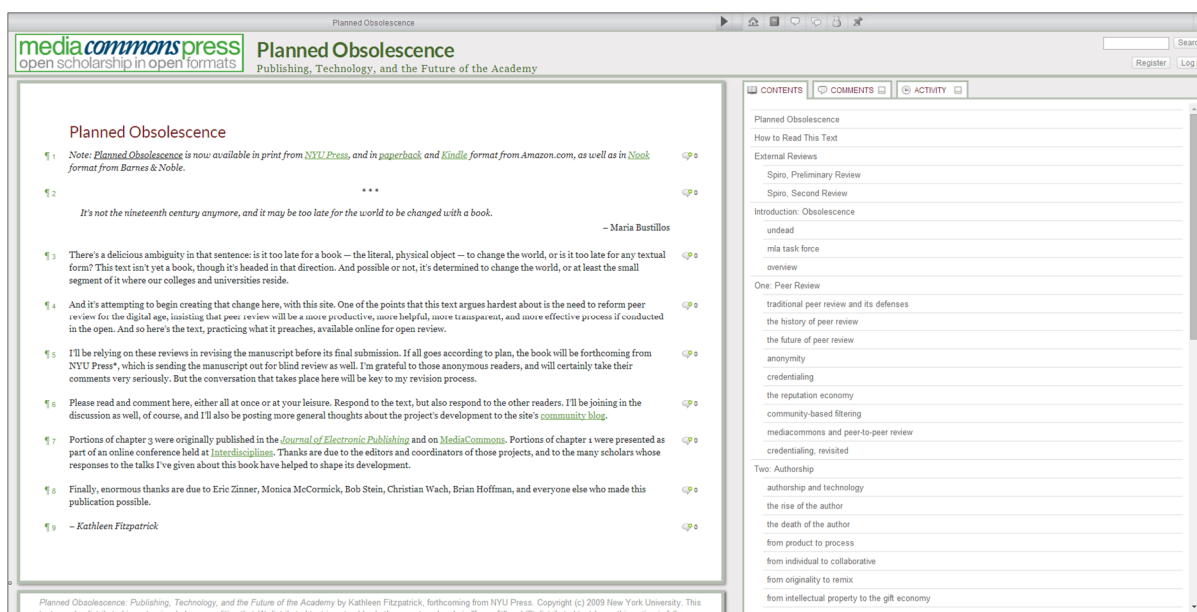 Planned Obsolescence
mediacommonspress
open scholarship in open formats
Planned Obsolescence
Publishing, Technology, and the Future of the Academy
Search
Register
Log
Planned Obsolescence
¶ 1 Note: Planned Obsolescence is now available in print from NYU Press, and in paperback and Kindle format from Amazon.com, as well as in Nook 0
format from Barnes & Noble.
¶ 2 * * * 0
It's not the nineteenth century anymore, and it may be too late for the world to be changed with a book.
– Maria Bustillos
¶ 3 There's a delicious ambiguity in that sentence: is it too late for a book — the literal, physical object — to change the world, or is it too late for any textual 0
form? This text isn't yet a book, though it's headed in that direction. And possible or not, it's determined to change the world, or at least the small
segment of it where our colleges and universities reside.
¶ 4 And it's attempting to begin creating that change here, with this site. One of the points that this text argues hardest about is the need to reform peer 0
review for the digital age, insisting that peer review will be a more productive, more helpful, more transparent, and more effective process if conducted
in the open. And so here's the text, practicing what it preaches, available online for open review.
¶ 5 I'll be relying on these reviews in revising the manuscript before its final submission. If all goes according to plan, the book will be forthcoming from 0
NYU Press*, which is sending the manuscript out for blind review as well. I'm grateful to those anonymous readers, and will certainly take their
comments very seriously. But the conversation that takes place here will be key to my revision process.
¶ 6 Please read and comment here, either all at once or at your leisure. Respond to the text, but also respond to the other readers. I'll be joining in the 0
discussion as well, of course, and I'll also be posting more general thoughts about the project's development to the site's community blog.
¶ 7 Portions of chapter 3 were originally published in the Journal of Electronic Publishing and on MediaCommons. Portions of chapter 1 were presented as 0
part of an online conference held at Interdisciplines. Thanks are due to the editors and coordinators of those projects, and to the many scholars whose
responses to the talks I've given about this book have helped to shape its development.
¶ 8 Finally, enormous thanks are due to Eric Zinner, Monica McCormick, Bob Stein, Christian Wach, Brian Hoffman, and everyone else who made this 0
publication possible.
¶ 9 – Kathleen Fitzpatrick 0
Planned Obsolescence: Publishing, Technology, and the Future of the Academy by Kathleen Fitzpatrick, forthcoming from NYU Press. Copyright (c) 2009 New York University. This
CONTENTS COMMENTS ACTIVITY
Planned Obsolescence
How to Read This Text
External Reviews
Spiro, Preliminary Review
Spiro, Second Review
Introduction: Obsolescence
undead
mla task force
overview
One: Peer Review
traditional peer review and its defenses
the history of peer review
the future of peer review
anonymity
credentialing
the reputation economy
community-based filtering
mediacommons and peer-to-peer review
credentialing, revisited
Two: Authorship
authorship and technology
the rise of the author
the death of the author
from product to process
from individual to collaborative
from originality to remix
from intellectual property to the gift economy